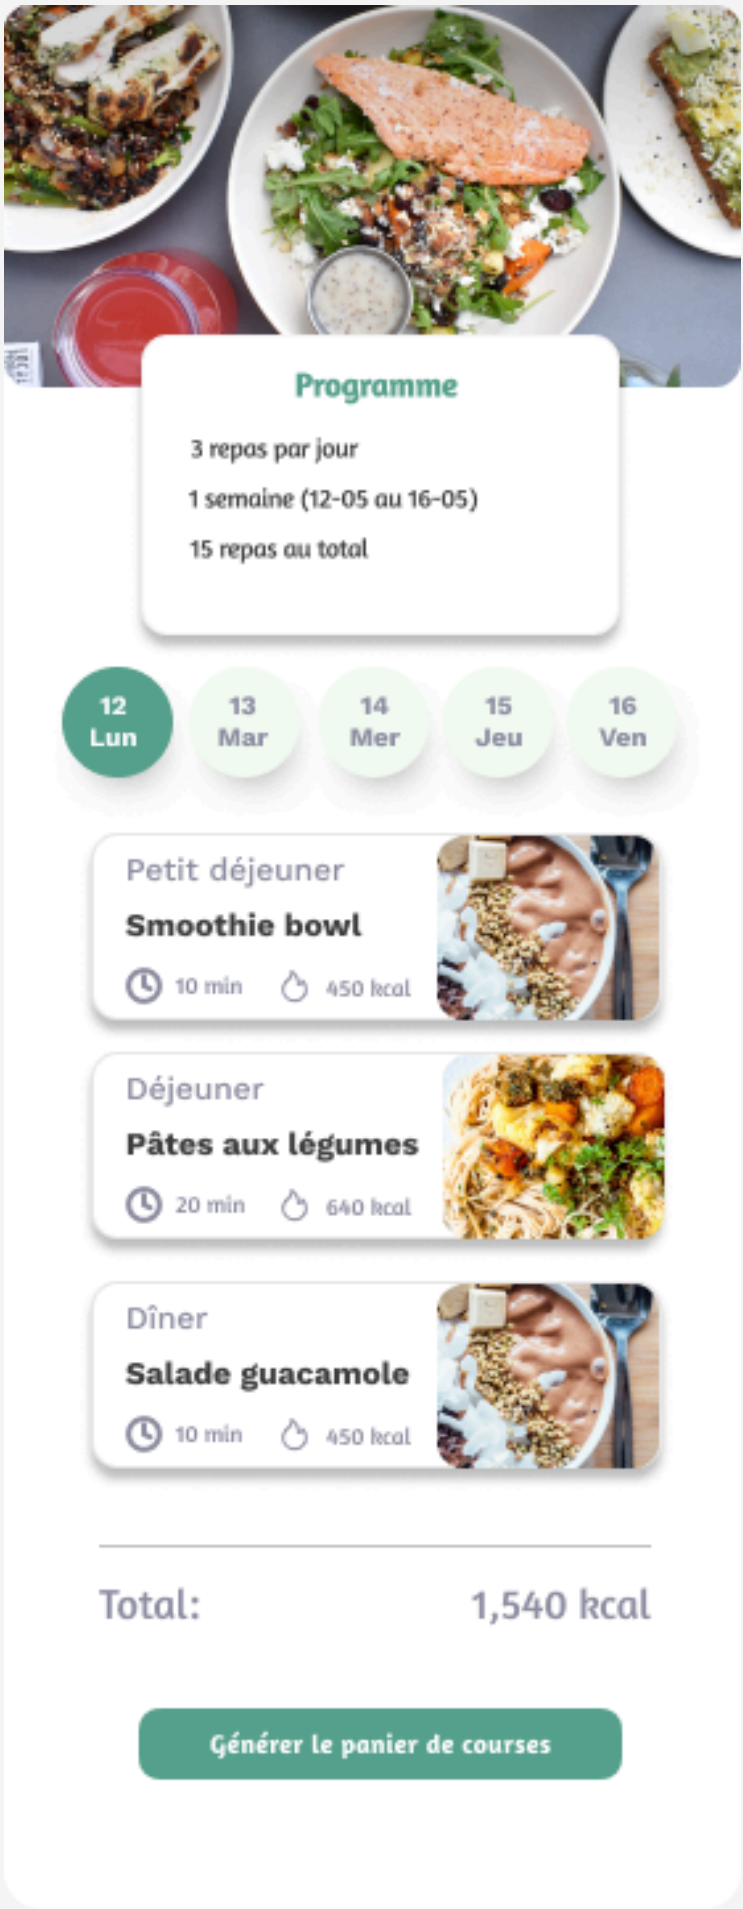 Programme
3 repas par jour
1 semaine (12-05 au 16-05)
15 repas au total
12
Lun
13
Mar
14
Mer
15
Jeu
16
Ven
Petit déjeuner
Smoothie bowl
10 min
450 kcal
Déjeuner
Pâtes aux légumes
20 min
640 kcal
Dîner
Salade guacamole
10 min
450 kcal
Total:
1,540 kcal
Générer le panier de courses